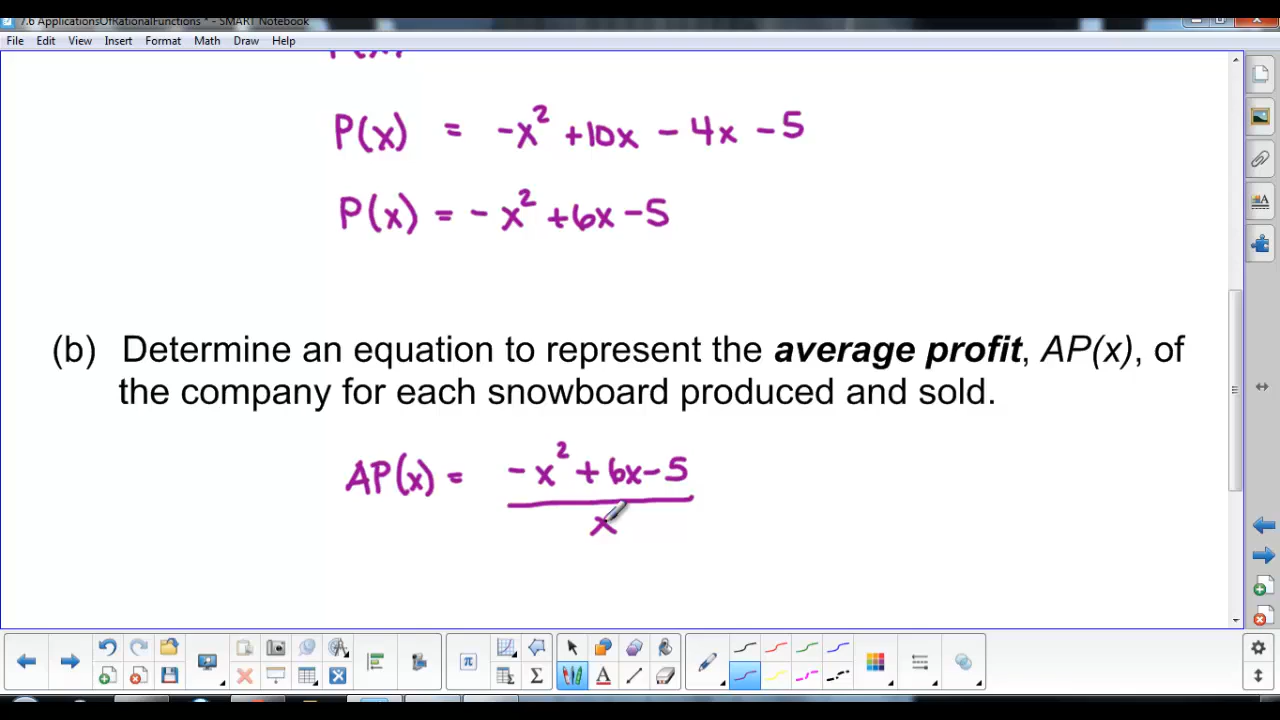 7.6 ApplicationsOfRationalFunctions * - SMART Notebook
File Edit View Insert Format Math Draw Help
P(x) = -x² +10x - 4x - 5
P(x) = - x² +6x - 5
(b) Determine an equation to represent the average profit, AP(x), of
the company for each snowboard produced and sold.
AP(x) = - x² + 6x - 5
x